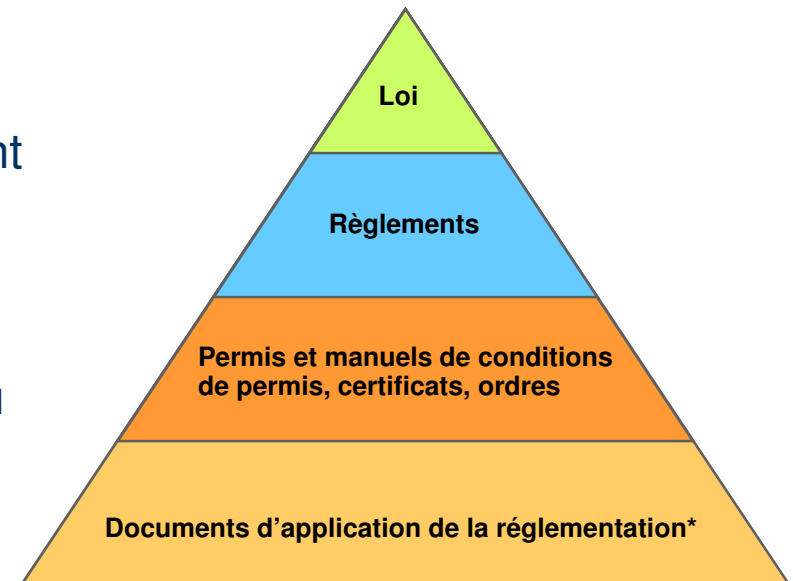 Loi
Règlements
Permis et manuels de conditions
de permis, certificats, ordres
Documents d'application de la réglementation*